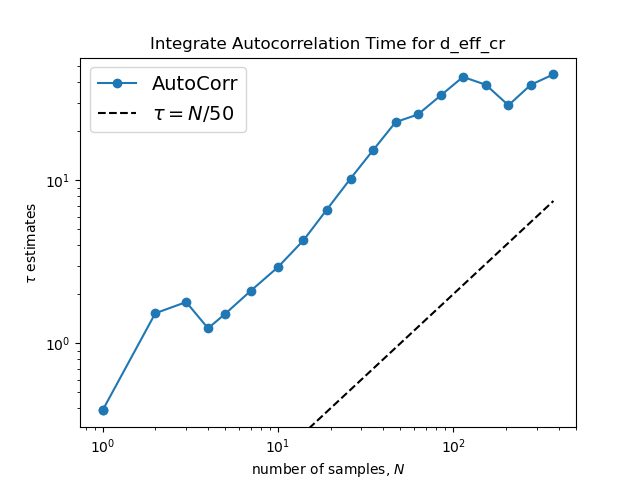 Integrate Autocorrelation Time for d_eff_cr
AutoCorr
τ = N/50
τ estimates
10¹
10⁰
10⁰
10¹
10²
number of samples, N